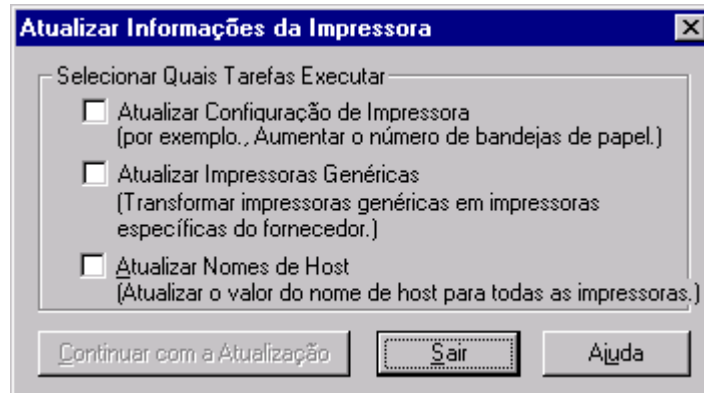 Atualizar Informações da Impressora
Selecionar Quais Tarefas Executar
Atualizar Configuração de Impressora
(por exemplo., Aumentar o número de bandejas de papel.)
Atualizar Impressoras Genéricas
(Transformar impressoras genéricas em impressoras
específicas do fornecedor.)
Atualizar Nomes de Host
(Atualizar o valor do nome de host para todas as impressoras.)
Continuar com a Atualização Sair Ajuda